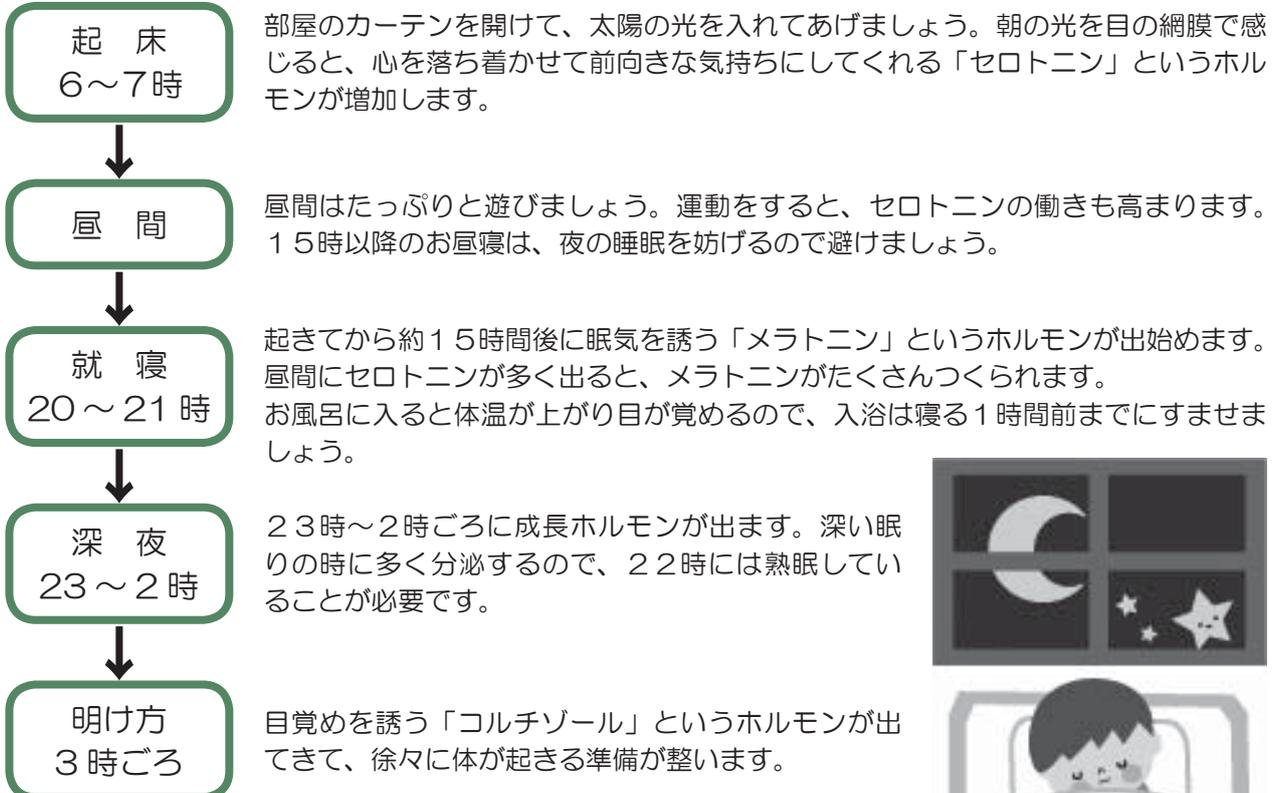 起　床
6～7時
部屋のカーテンを開けて、太陽の光を入れてあげましょう。朝の光を目の網膜で感
じると、心を落ち着かせて前向きな気持ちにしてくれる「セロトニン」というホル
モンが増加します。
昼　間
昼間はたっぷりと遊びましょう。運動をすると、セロトニンの働きも高まります。
１５時以降のお昼寝は、夜の睡眠を妨げるので避けましょう。
就　寝
20～21時
起きてから約１５時間後に眠気を誘う「メラトニン」というホルモンが出始めます。
昼間にセロトニンが多く出ると、メラトニンがたくさんつくられます。
お風呂に入ると体温が上がり目が覚めるので、入浴は寝る１時間前までにすませま
しょう。
深　夜
23～2時
２３時～２時ごろに成長ホルモンが出ます。深い眠
りの時に多く分泌するので、２２時には熟眠してい
ることが必要です。
明け方
3時ごろ
目覚めを誘う「コルチゾール」というホルモンが出
てきて、徐々に体が起きる準備が整います。